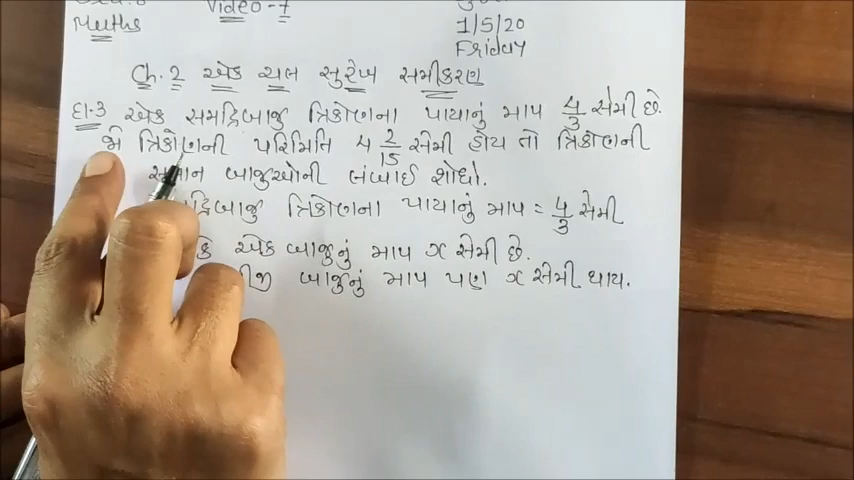 Maths
Video-7
1/5/20
Friday
Ch.2 એક ચલ સુરેખ સમીકરણ
દા.3 એક સમદ્વિબાજુ ત્રિકોણના પાયાનું માપ 4/3 સેમી છે.
જો ત્રિકોણની પરિમિતિ 4 2/15 સેમી હોય તો ત્રિકોણની
સમાન બાજુઓની લંબાઈ શોધો.
ત્રિકોણના પાયાનું માપ = 4/3 સેમી
કે એક બાજુનું માપ x સેમી છે.
બાજુનું માપ પણ x સેમી થાય.